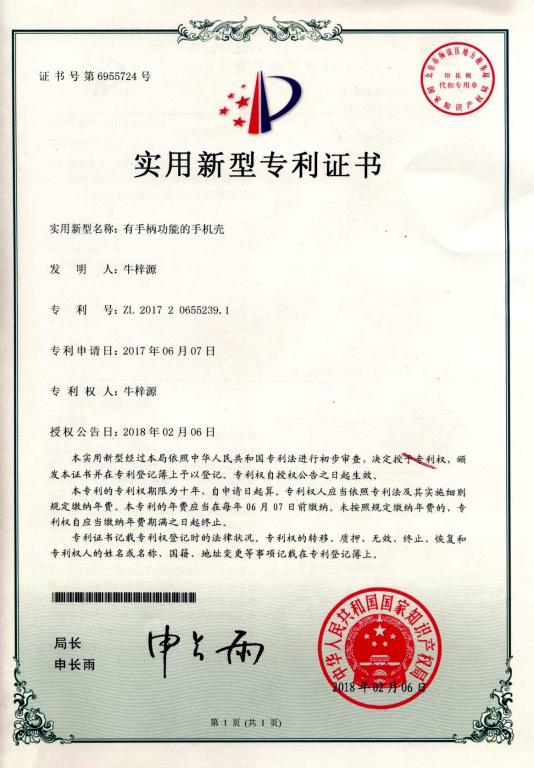 证书号第6955724号
北京市海淀区地方税务局
印花税
代扣专用章
国家知识产权局
实用新型专利证书
实用新型名称：有手柄功能的手机壳
发明人：牛梓源
专利号：ZL 2017 2 0655239.1
专利申请日：2017年06月07日
专利权人：牛梓源
授权公告日：2018年02月06日
本实用新型经过本局依照中华人民共和国专利法进行初步审查，决定授予专利权，颁
发本证书并在专利登记簿上予以登记。专利权自授权公告之日起生效。
本专利的专利权期限为十年，自申请日起算。专利权人应当依照专利法及其实施细则
规定缴纳年费。本专利的年费应当在每年06月07日前缴纳。未按照规定缴纳年费的，专
利权自应当缴纳年费期满之日起终止。
专利证书记载专利权登记时的法律状况。专利权的转移、质押、无效、终止、恢复和
专利权人的姓名或名称、国籍、地址变更等事项记载在专利登记簿上。
局长
申长雨
申长雨
中华人民共和国国家知识产权局
2018年02月06日
第1页（共1页）